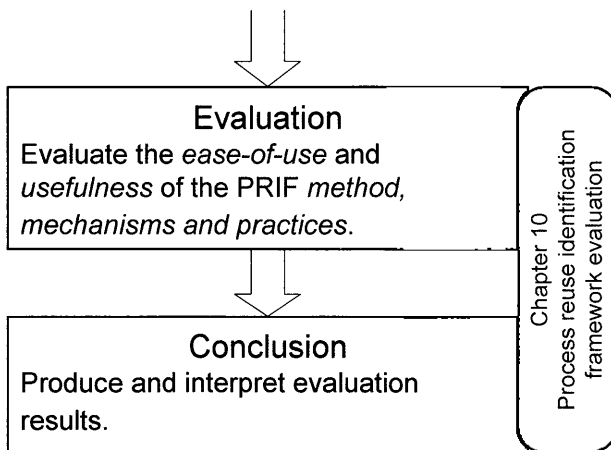 Evaluation
Evaluate the ease-of-use and
usefulness of the PRIF method,
mechanisms and practices.
Conclusion
Produce and interpret evaluation
results.
Chapter 10
Process reuse identification
framework evaluation